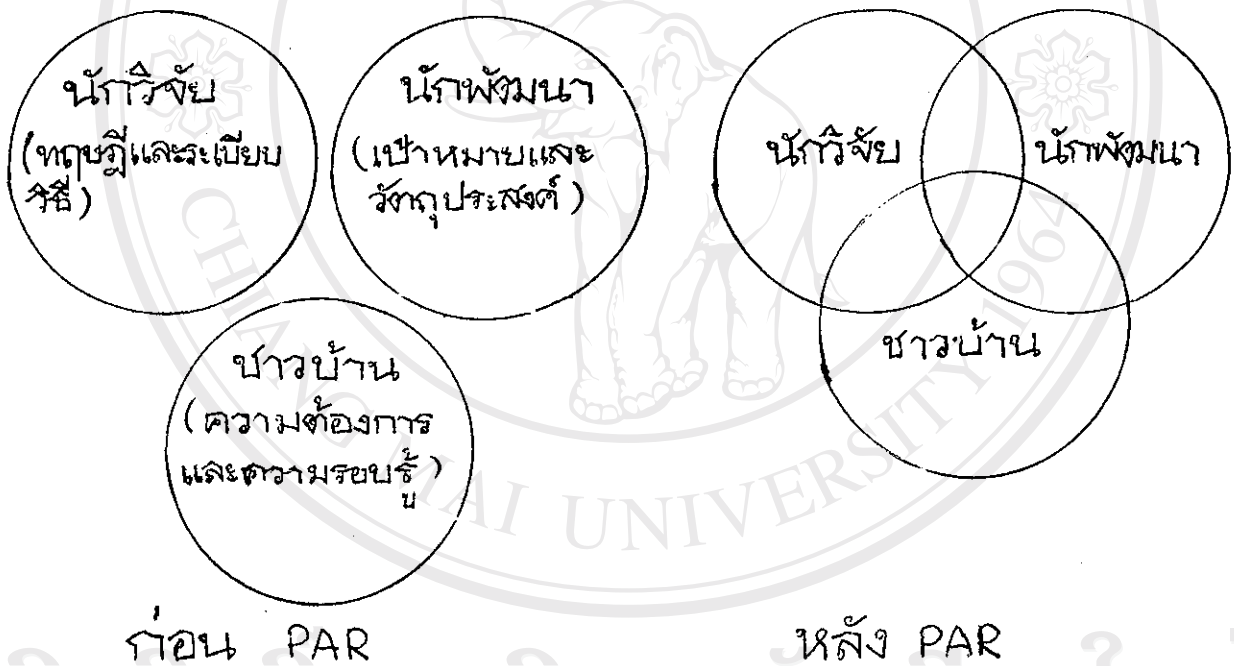 นักวิจัย
(ทฤษฎีและระเบียบ
วิธี)
นักพัฒนา
(เป้าหมายและ
วัตถุประสงค์)
ชาวบ้าน
(ความต้องการ
และความรอบรู้)
ก่อน PAR
นักวิจัย
นักพัฒนา
ชาวบ้าน
หลัง PAR
CHIANG MAI UNIVERSITY 1964